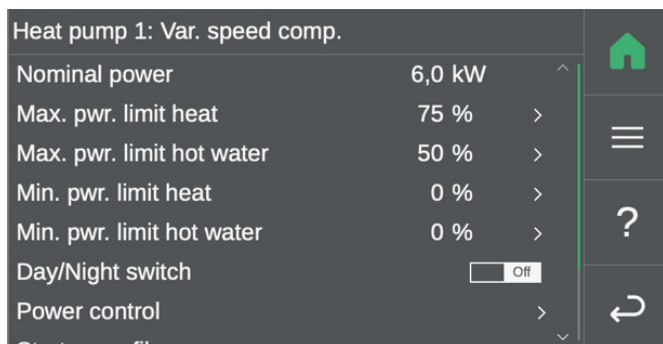 Heat pump 1: Var. speed comp.
Nominal power 6,0 kW
Max. pwr. limit heat 75 %
Max. pwr. limit hot water 50 %
Min. pwr. limit heat 0 %
Min. pwr. limit hot water 0 %
Day/Night switch Off
Power control
?